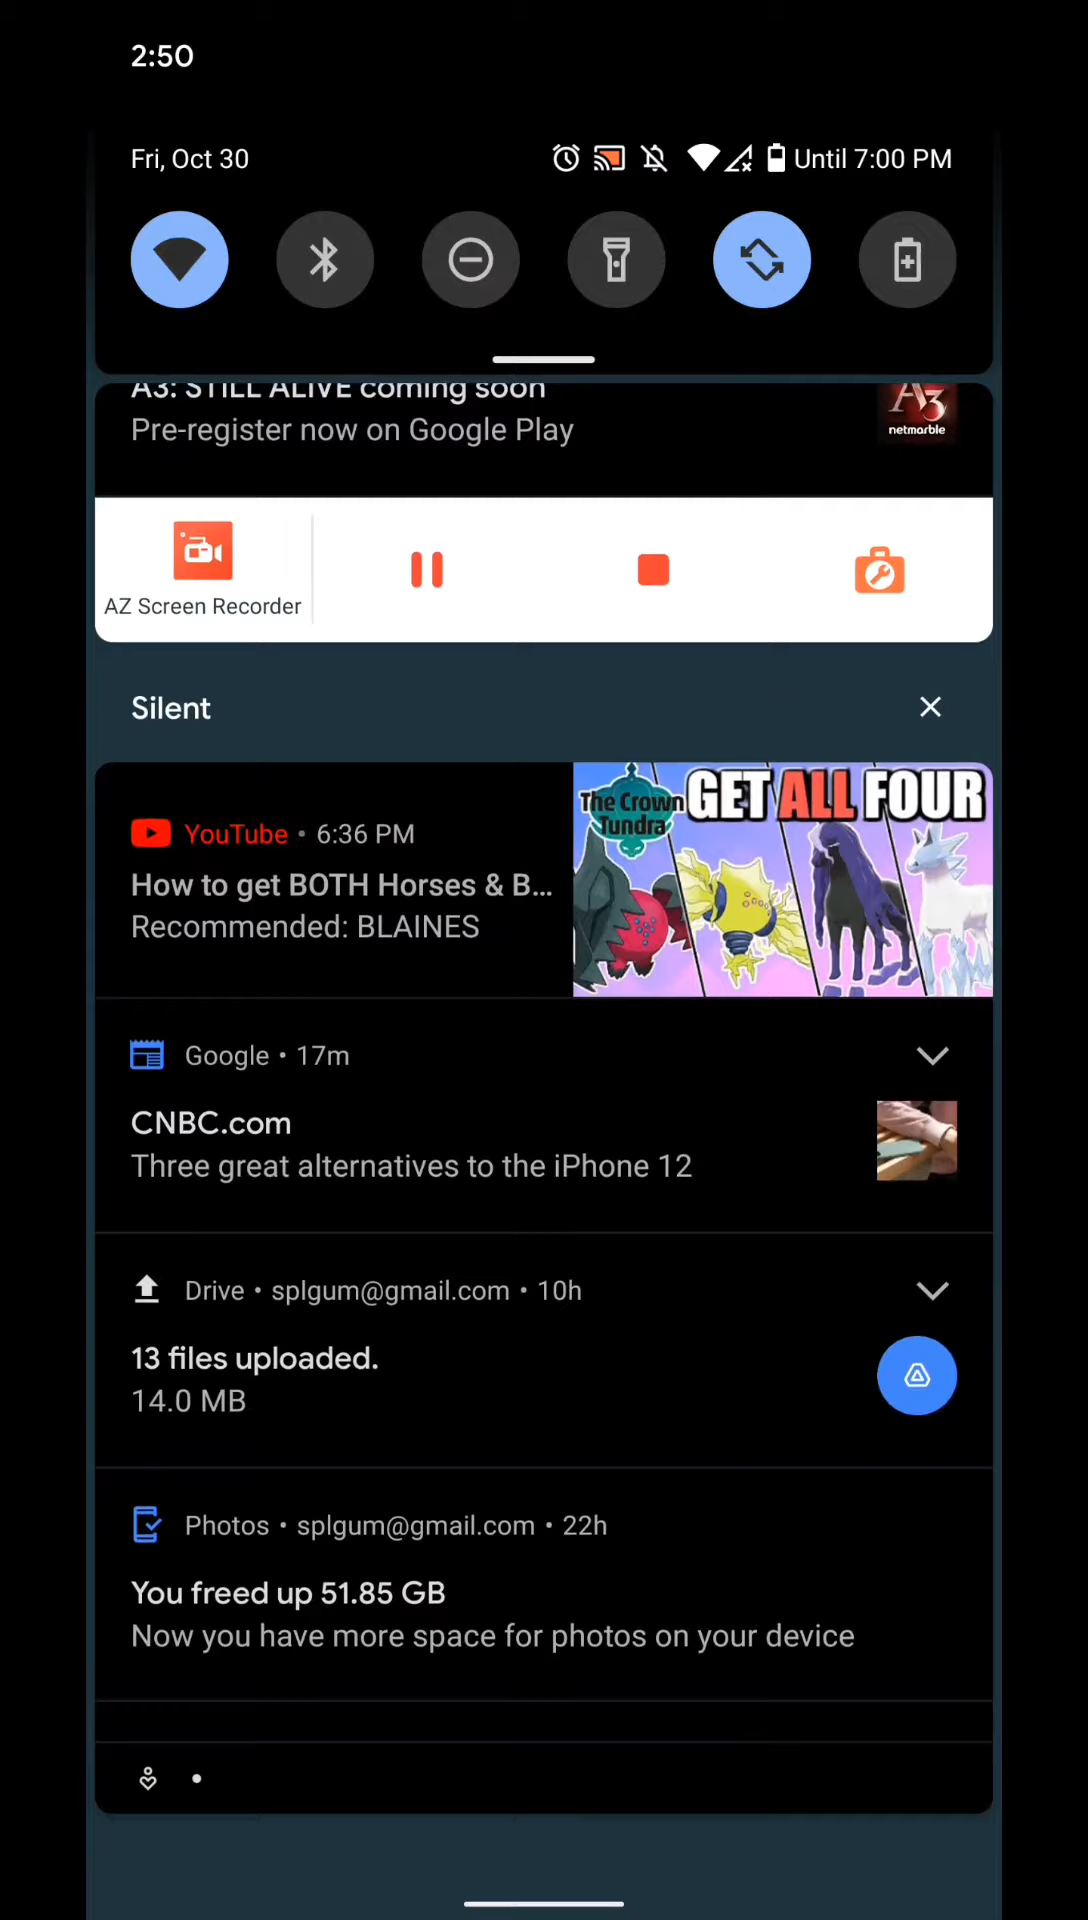 2:50
Fri, Oct 30
Until 7:00 PM
A3: STILL ALIVE coming soon
Pre-register now on Google Play
A3
netmarble
AZ Screen Recorder
Silent
YouTube • 6:36 PM
How to get BOTH Horses & B...
Recommended: BLAINES
The Crown
Tundra
GET ALL FOUR
Google • 17m
CNBC.com
Three great alternatives to the iPhone 12
Drive • splgum@gmail.com • 10h
13 files uploaded.
14.0 MB
Photos • splgum@gmail.com • 22h
You freed up 51.85 GB
Now you have more space for photos on your device